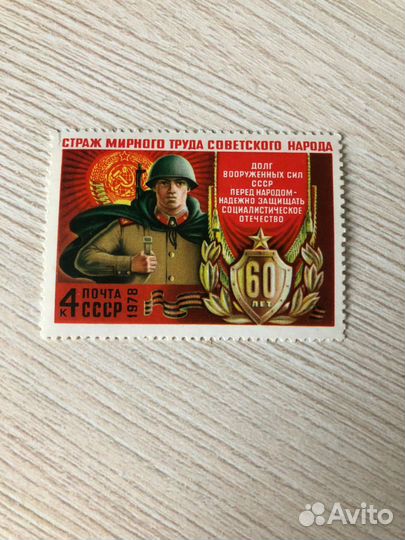 СТРАЖ МИРНОГО ТРУДА СОВЕТСКОГО НАРОДА
ДОЛГ
ВООРУЖЕННЫХ СИЛ
СССР
ПЕРЕД НАРОДОМ-
НАДЕЖНО ЗАЩИЩАТЬ
СОЦИАЛИСТИЧЕСКОЕ
ОТЕЧЕСТВО
60
ЛЕТ
4 К
ПОЧТА
СССР
1978
Avito